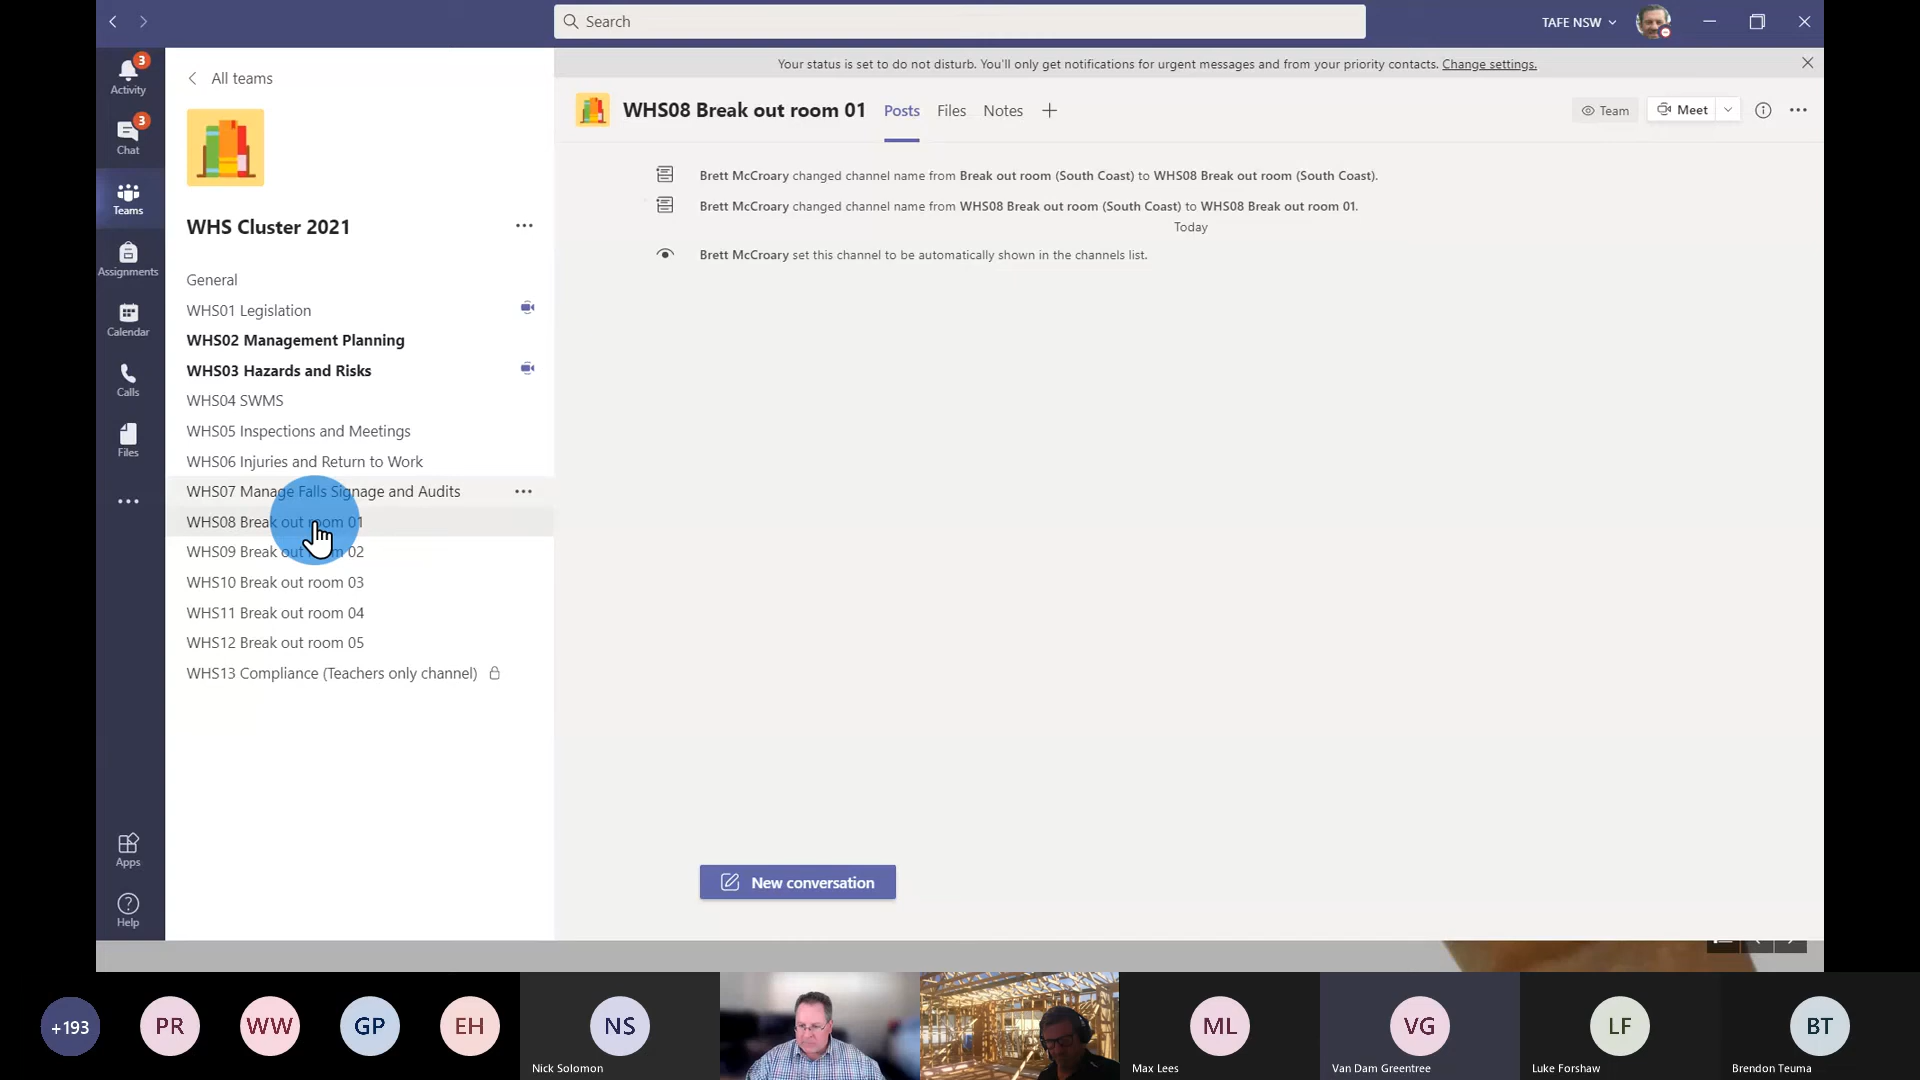 Search
TAFE NSW
3
Activity
3
Chat
Teams
Assignments
Calendar
Calls
Files
Apps
Help
All teams
WHS Cluster 2021
General
WHS01 Legislation
WHS02 Management Planning
WHS03 Hazards and Risks
WHS04 SWMS
WHS05 Inspections and Meetings
WHS06 Injuries and Return to Work
WHS07 Manage Falls Signage and Audits
WHS08 Break out room 01
WHS09 Break out room 02
WHS10 Break out room 03
WHS11 Break out room 04
WHS12 Break out room 05
WHS13 Compliance (Teachers only channel)
Your status is set to do not disturb. You'll only get notifications for urgent messages and from your priority contacts. Change settings.
WHS08 Break out room 01 Posts Files Notes
Team Meet
Brett McCroary changed channel name from Break out room (South Coast) to WHS08 Break out room (South Coast).
Brett McCroary changed channel name from WHS08 Break out room (South Coast) to WHS08 Break out room 01.
Today
Brett McCroary set this channel to be automatically shown in the channels list.
New conversation
+193 PR WW GP EH NS ML VG LF BT
Nick Solomon Max Lees Van Dam Greentree Luke Forshaw Brendon Teuma